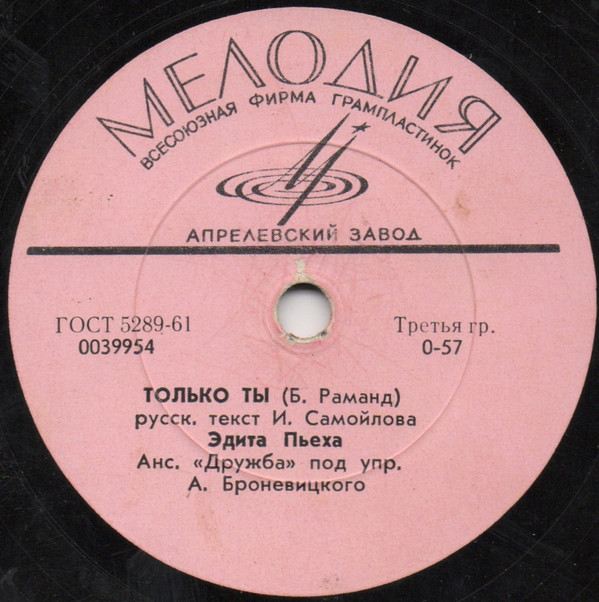 МЕЛОДИЯ
ВСЕСОЮЗНАЯ ФИРМА ГРАМПЛАСТИНОК
АПРЕЛЕВСКИЙ ЗАВОД
ГОСТ 5289-61 Третья гр.
0039954 0-57
ТОЛЬКО ТЫ (Б. Раманд)
русск. текст И. Самойлова
Эдита Пьеха
Анс. «Дружба» под упр.
А. Броневицкого